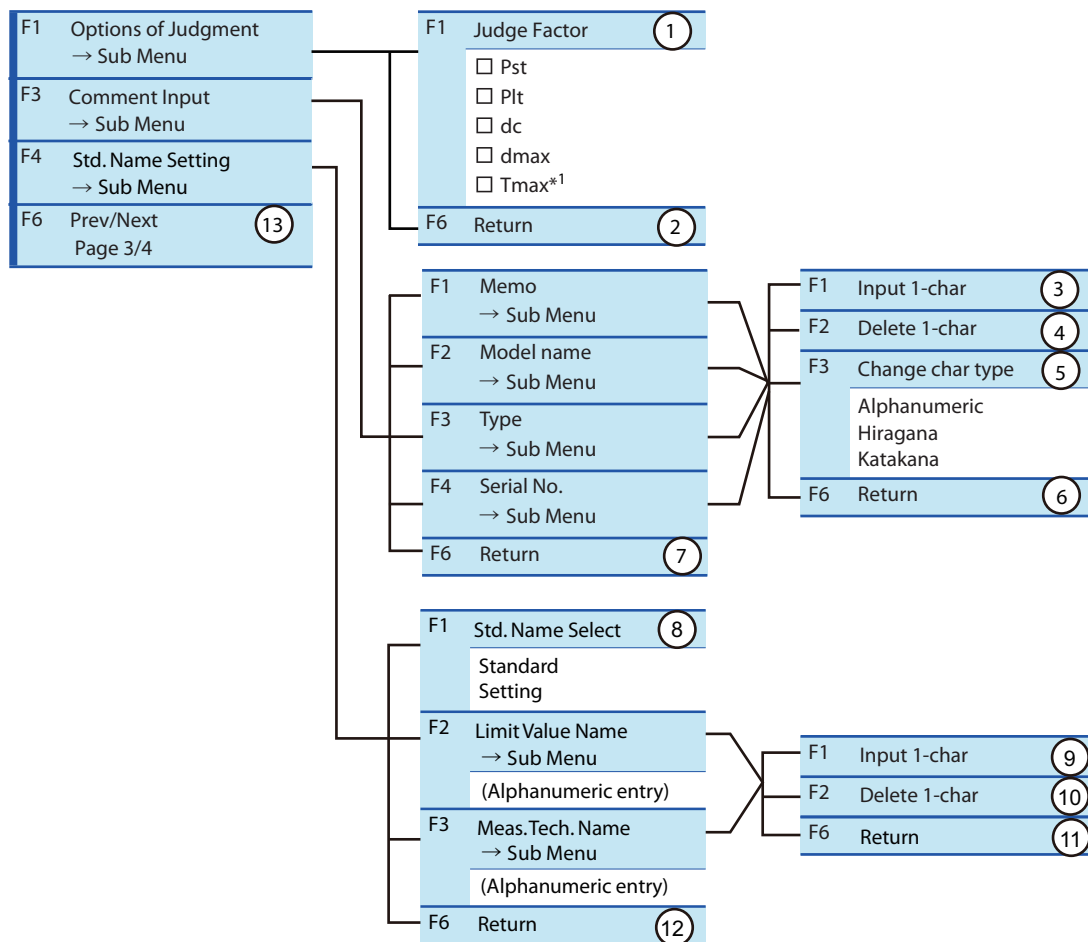 F1 Options of Judgment
→ Sub Menu
F3 Comment Input
→ Sub Menu
F4 Std. Name Setting
→ Sub Menu
F6 Prev/Next 13
Page 3/4
F1 Judge Factor 1
☐ Pst
☐ Plt
☐ dc
☐ dmax
☐ Tmax*1
F6 Return 2
F1 Memo
→ Sub Menu
F2 Model name
→ Sub Menu
F3 Type
→ Sub Menu
F4 Serial No.
→ Sub Menu
F6 Return 7
F1 Input 1-char 3
F2 Delete 1-char 4
F3 Change char type 5
Alphanumeric
Hiragana
Katakana
F6 Return 6
F1 Std. Name Select 8
Standard
Setting
F2 Limit Value Name
→ Sub Menu
(Alphanumeric entry)
F3 Meas.Tech. Name
→ Sub Menu
(Alphanumeric entry)
F6 Return 12
F1 Input 1-char 9
F2 Delete 1-char 10
F6 Return 11